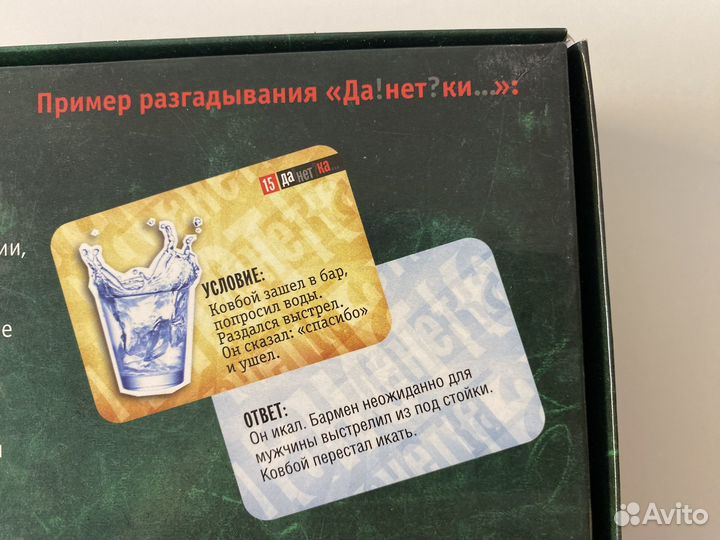 Пример разгадывания «Да!нет?ки...»:
15 да нет ка...
УСЛОВИЕ:
Ковбой зашел в бар,
попросил воды.
Раздался выстрел.
Он сказал: «спасибо»
и ушел.
ОТВЕТ:
Он икал. Бармен неожиданно для
мужчины выстрелил из под стойки.
Ковбой перестал икать.
ии,
е
Avito